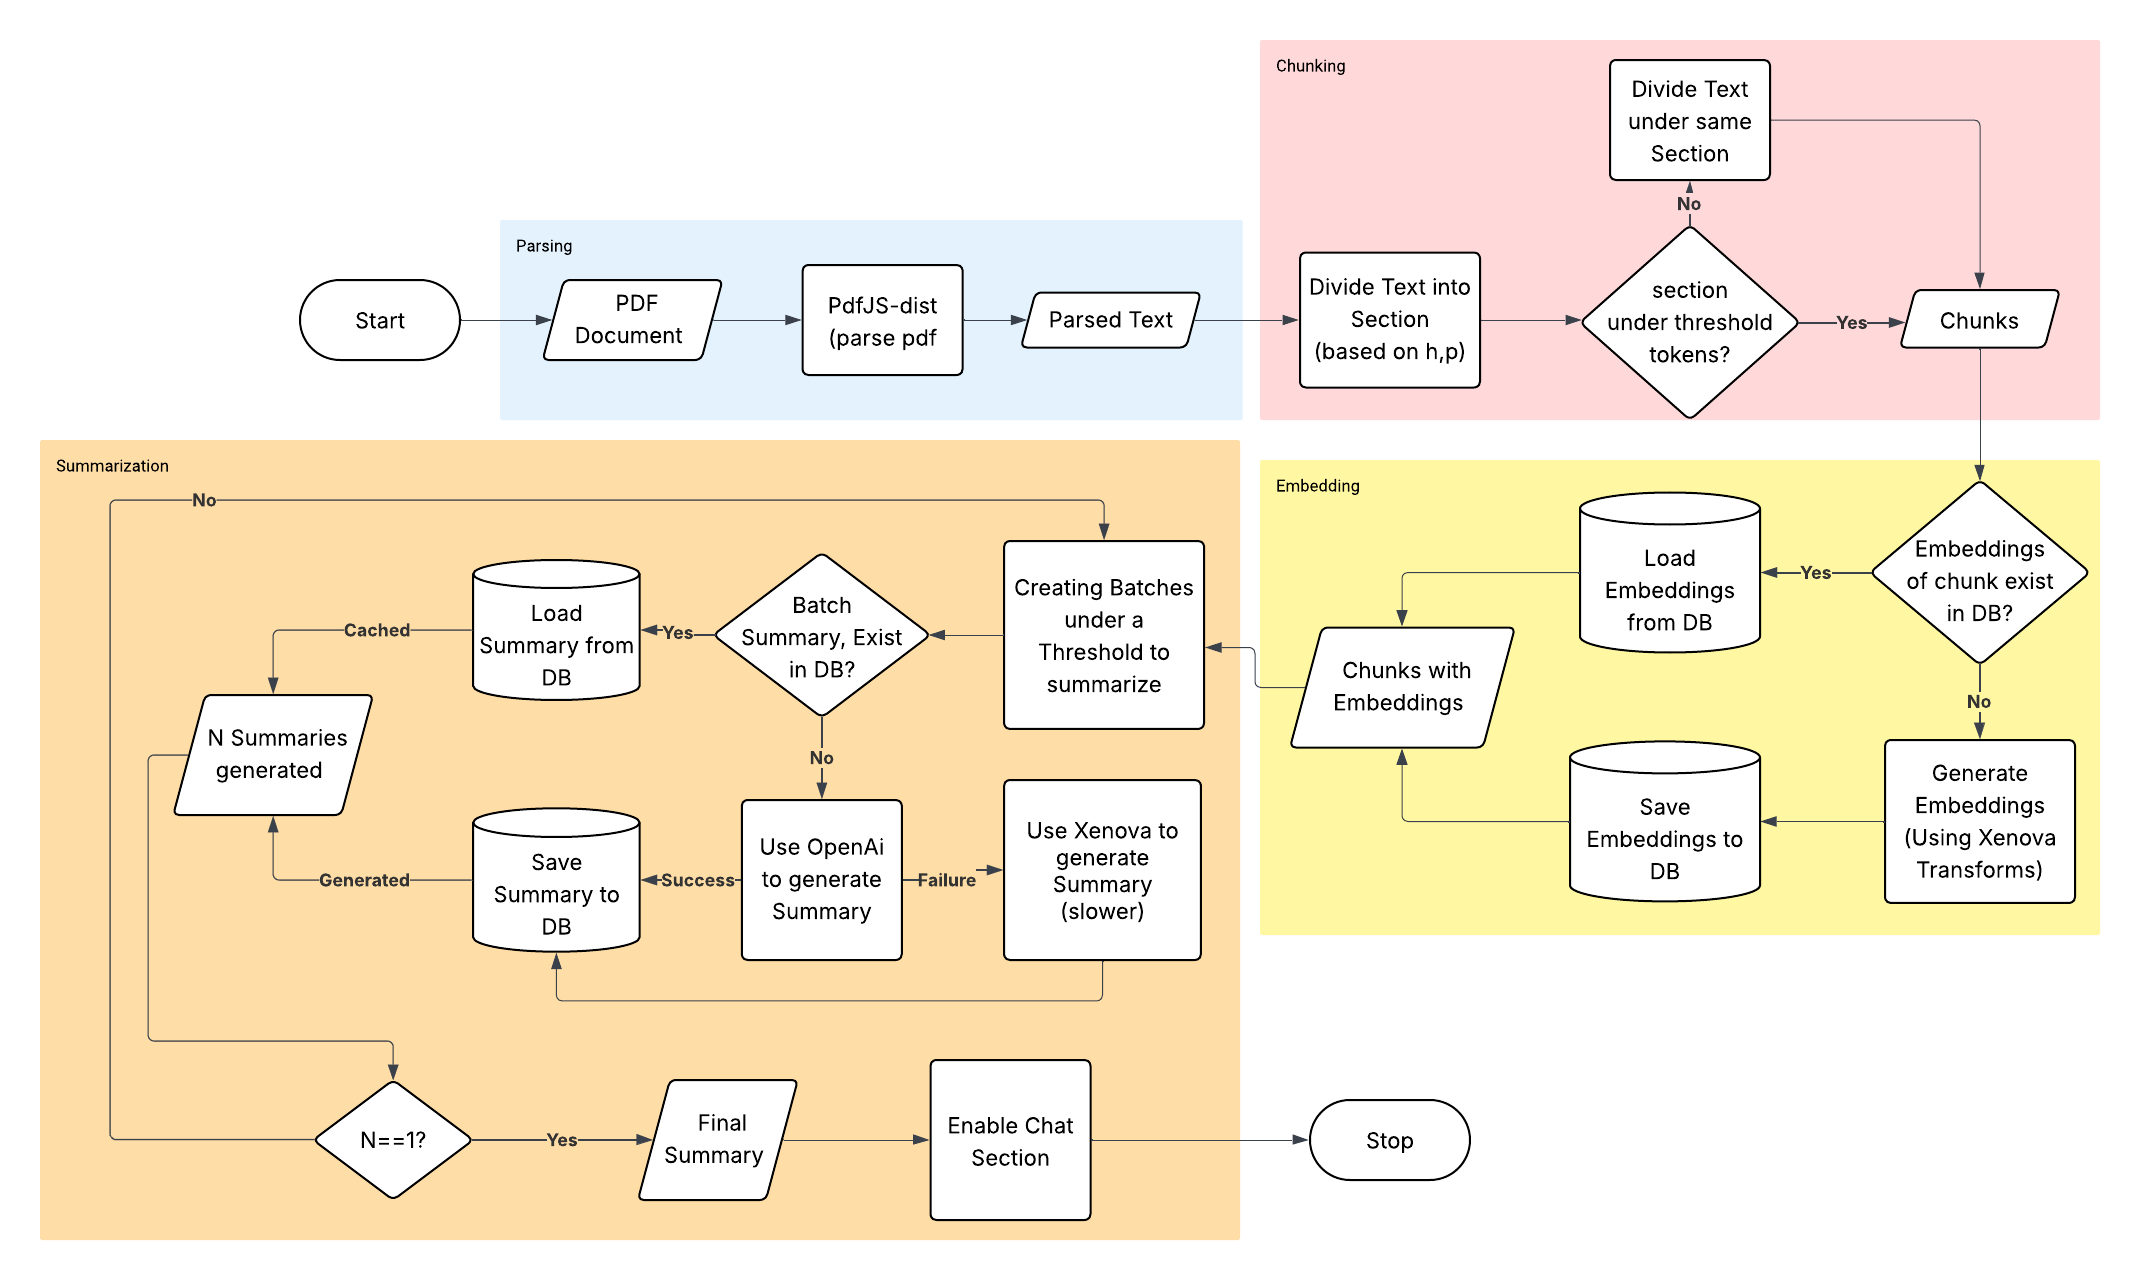 Chunking
Divide Text
under same
Section
No
Parsing
Start
PDF
Document
PdfJS-dist
(parse pdf
Parsed Text
Divide Text into
Section
(based on h,p)
section
under threshold
tokens?
Yes
Chunks
Summarization
No
Load
Summary from
DB
Cached
Batch
Summary, Exist
in DB?
Yes
Creating Batches
under a
Threshold to
summarize
N Summaries
generated
No
Save
Summary to
DB
Generated
Success
Use OpenAi
to generate
Summary
Failure
Use Xenova to
generate
Summary
(slower)
N==1?
Yes
Final
Summary
Enable Chat
Section
Stop
Embedding
Load
Embeddings
from DB
Yes
Embeddings
of chunk exist
in DB?
Chunks with
Embeddings
No
Save
Embeddings to
DB
Generate
Embeddings
(Using Xenova
Transforms)